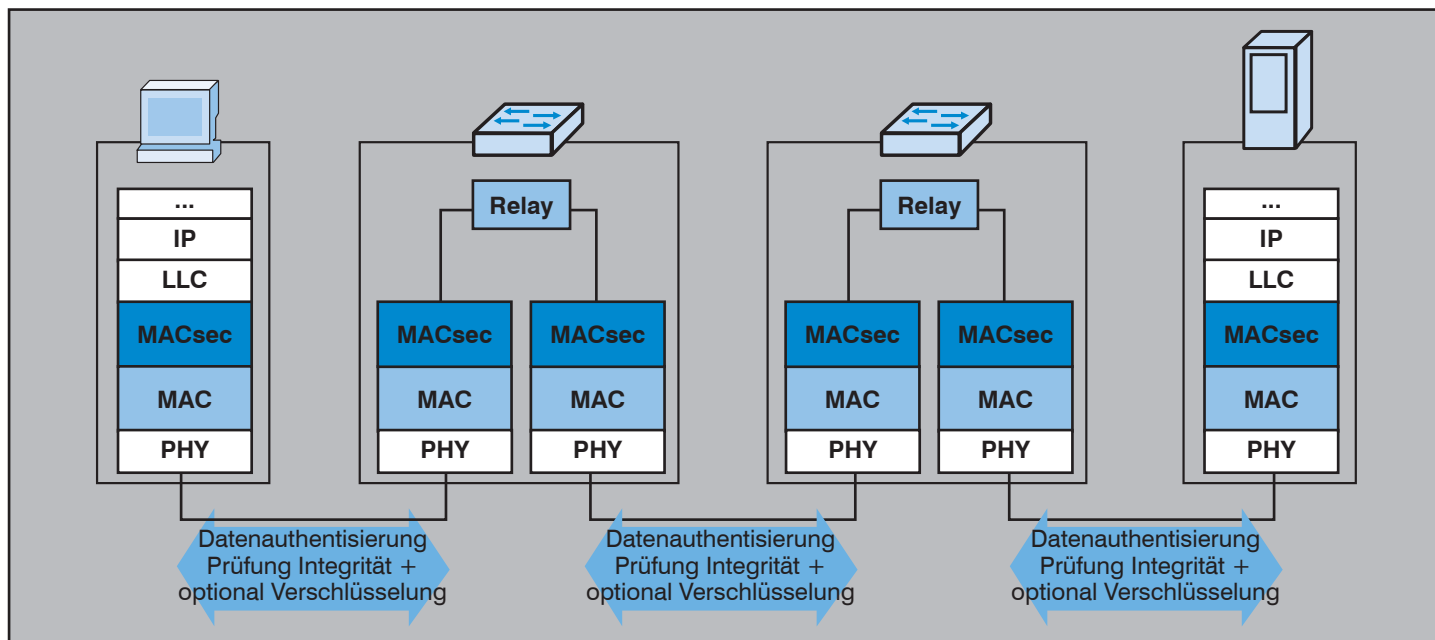 ...
IP
LLC
MACsec
MAC
PHY
Relay
MACsec
MAC
PHY
MACsec
MAC
PHY
Relay
MACsec
MAC
PHY
MACsec
MAC
PHY
...
IP
LLC
MACsec
MAC
PHY
Datenauthentisierung
Prüfung Integrität +
optional Verschlüsselung
Datenauthentisierung
Prüfung Integrität +
optional Verschlüsselung
Datenauthentisierung
Prüfung Integrität +
optional Verschlüsselung